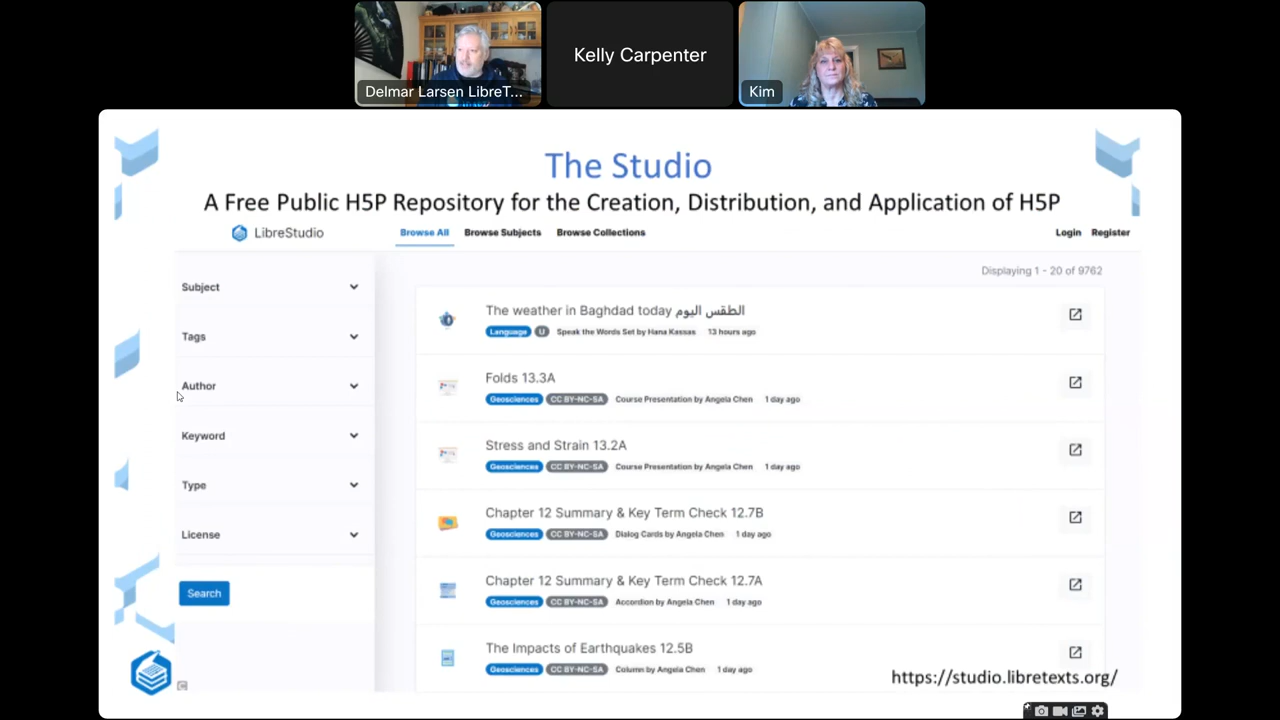 Delmar Larsen LibreT...
Kelly Carpenter
Kim
The Studio
A Free Public H5P Repository for the Creation, Distribution, and Application of H5P
LibreStudio
Browse All
Browse Subjects
Browse Collections
Login
Register
Displaying 1 - 20 of 9762
Subject
Tags
Author
Keyword
Type
License
Search
The weather in Baghdad today الطقس اليوم
Language U Speak the Words Set by Hana Kassas 13 hours ago
Folds 13.3A
Geosciences CC BY-NC-SA Course Presentation by Angela Chen 1 day ago
Stress and Strain 13.2A
Geosciences CC BY-NC-SA Course Presentation by Angela Chen 1 day ago
Chapter 12 Summary & Key Term Check 12.7B
Geosciences CC BY-NC-SA Dialog Cards by Angela Chen 1 day ago
Chapter 12 Summary & Key Term Check 12.7A
Geosciences CC BY-NC-SA Accordion by Angela Chen 1 day ago
The Impacts of Earthquakes 12.5B
Geosciences CC BY-NC-SA Column by Angela Chen 1 day ago
https://studio.libretexts.org/